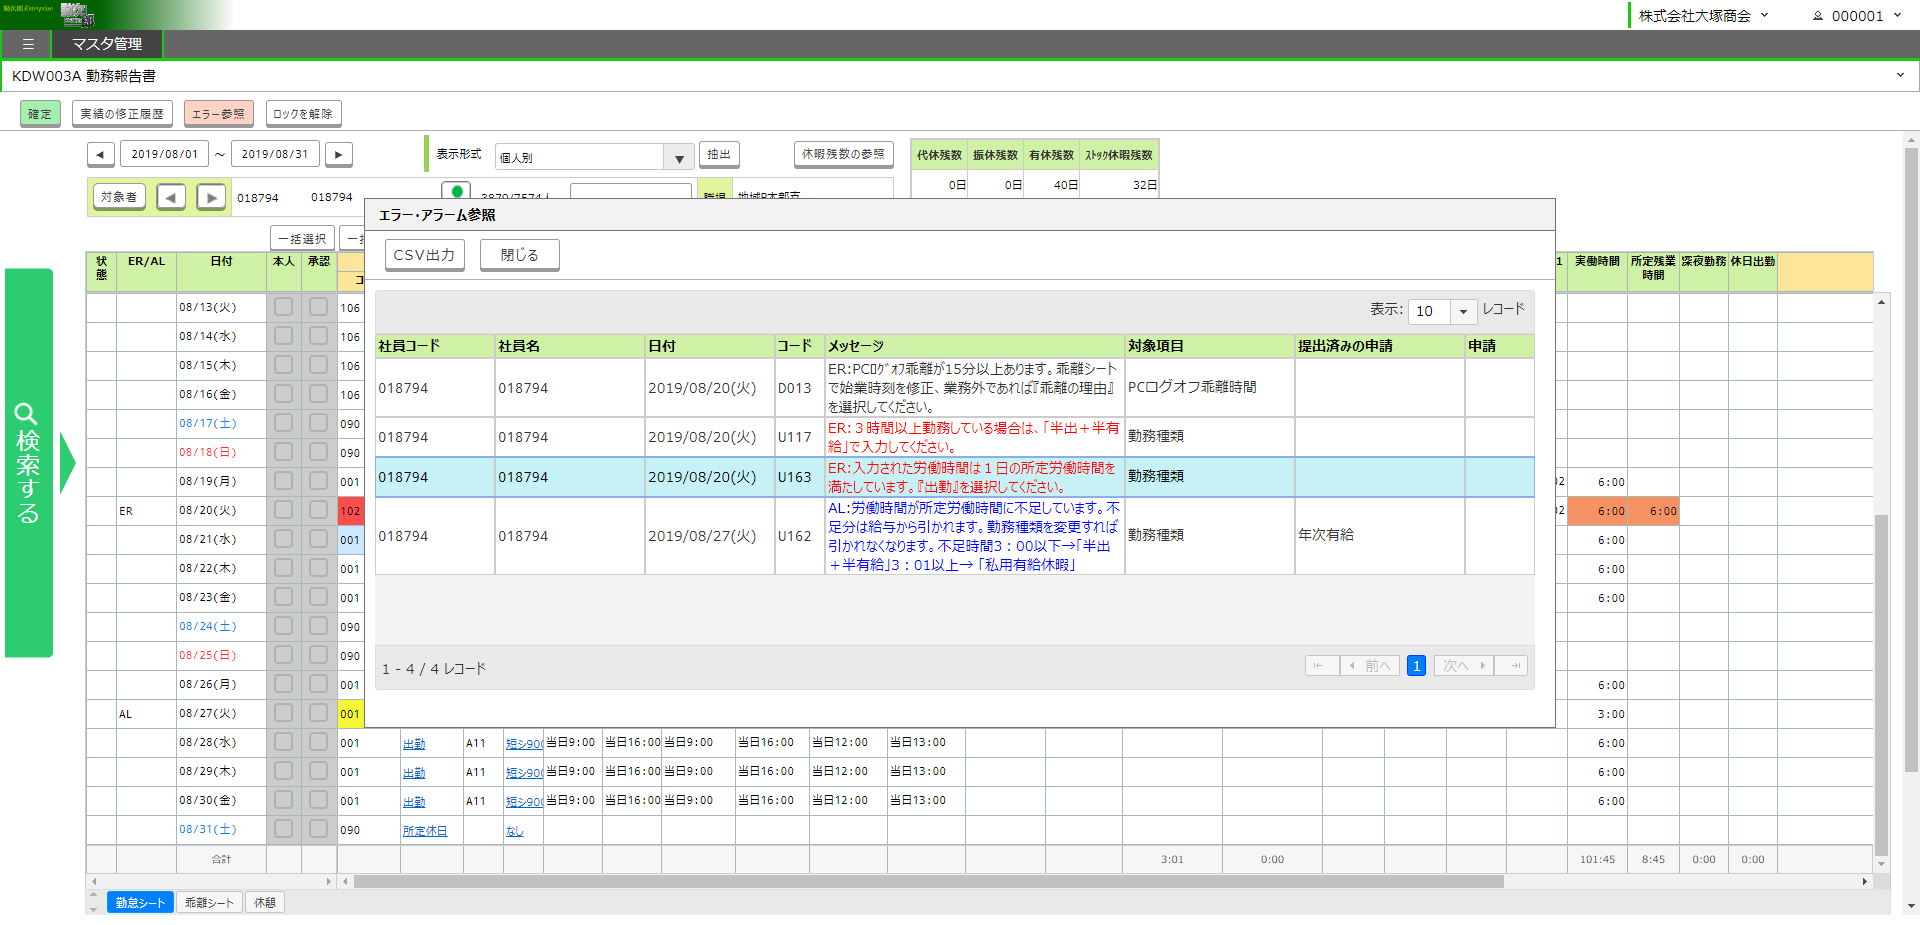 勤次郎Enterprise
株式会社大塚商会
000001
マスタ管理
KDW003A 勤務報告書
確定 実績の修正履歴 エラー参照 ロックを解除
2019/08/01 ～ 2019/08/31
表示形式 個人別 抽出 休暇残数の参照
代休残数 振休残数 有休残数 ｽﾄｯｸ休暇残数
0日 0日 40日 32日
対象者 018794 018794
一括選択
エラー・アラーム参照
CSV出力 閉じる
表示: 10 レコード
社員コード 社員名 日付 コード メッセージ 対象項目 提出済みの申請 申請
018794 018794 2019/08/20(火) D013 ER:PCﾛｸﾞｵﾌ乖離が15分以上あります。乖離シート
で始業時刻を修正、業務外であれば『乖離の理由』
を選択してください。
PCログオフ乖離時間
018794 018794 2019/08/20(火) U117 ER:３時間以上勤務している場合は、「半出＋半有
給」で入力してください。
勤務種類
018794 018794 2019/08/20(火) U163 ER:入力された労働時間は１日の所定労働時間を
満たしています。『出勤』を選択してください。
勤務種類
018794 018794 2019/08/27(火) U162 AL:労働時間が所定労働時間に不足しています。不
足分は給与から引かれます。勤務種類を変更すれば
引かれなくなります。不足時間3：00以下→「半出
＋半有給」3：01以上→「私用有給休暇」
勤務種類 年次有給
1 - 4 / 4 レコード
前へ 1 次へ
検索する
状態 ER/AL 日付 本人 承認 実働時間 所定残業時間 深夜勤務 休日出勤
08/13(火) 106
08/14(水) 106
08/15(木) 106
08/16(金) 106
08/17(土) 090
08/18(日) 090
08/19(月) 001 6:00
ER 08/20(火) 102 6:00 6:00
08/21(水) 001 6:00
08/22(木) 001 6:00
08/23(金) 001 6:00
08/24(土) 090
08/25(日) 090
08/26(月) 001 6:00
AL 08/27(火) 001 3:00
08/28(水) 001 出勤 A11 短シ900 当日9:00 当日16:00 当日9:00 当日16:00 当日12:00 当日13:00 6:00
08/29(木) 001 出勤 A11 短シ900 当日9:00 当日16:00 当日9:00 当日16:00 当日12:00 当日13:00 6:00
08/30(金) 001 出勤 A11 短シ900 当日9:00 当日16:00 当日9:00 当日16:00 当日12:00 当日13:00 6:00
08/31(土) 090 所定休日 なし
合計 3:01 0:00 101:45 8:45 0:00 0:00
勤怠シート 乖離シート 休憩